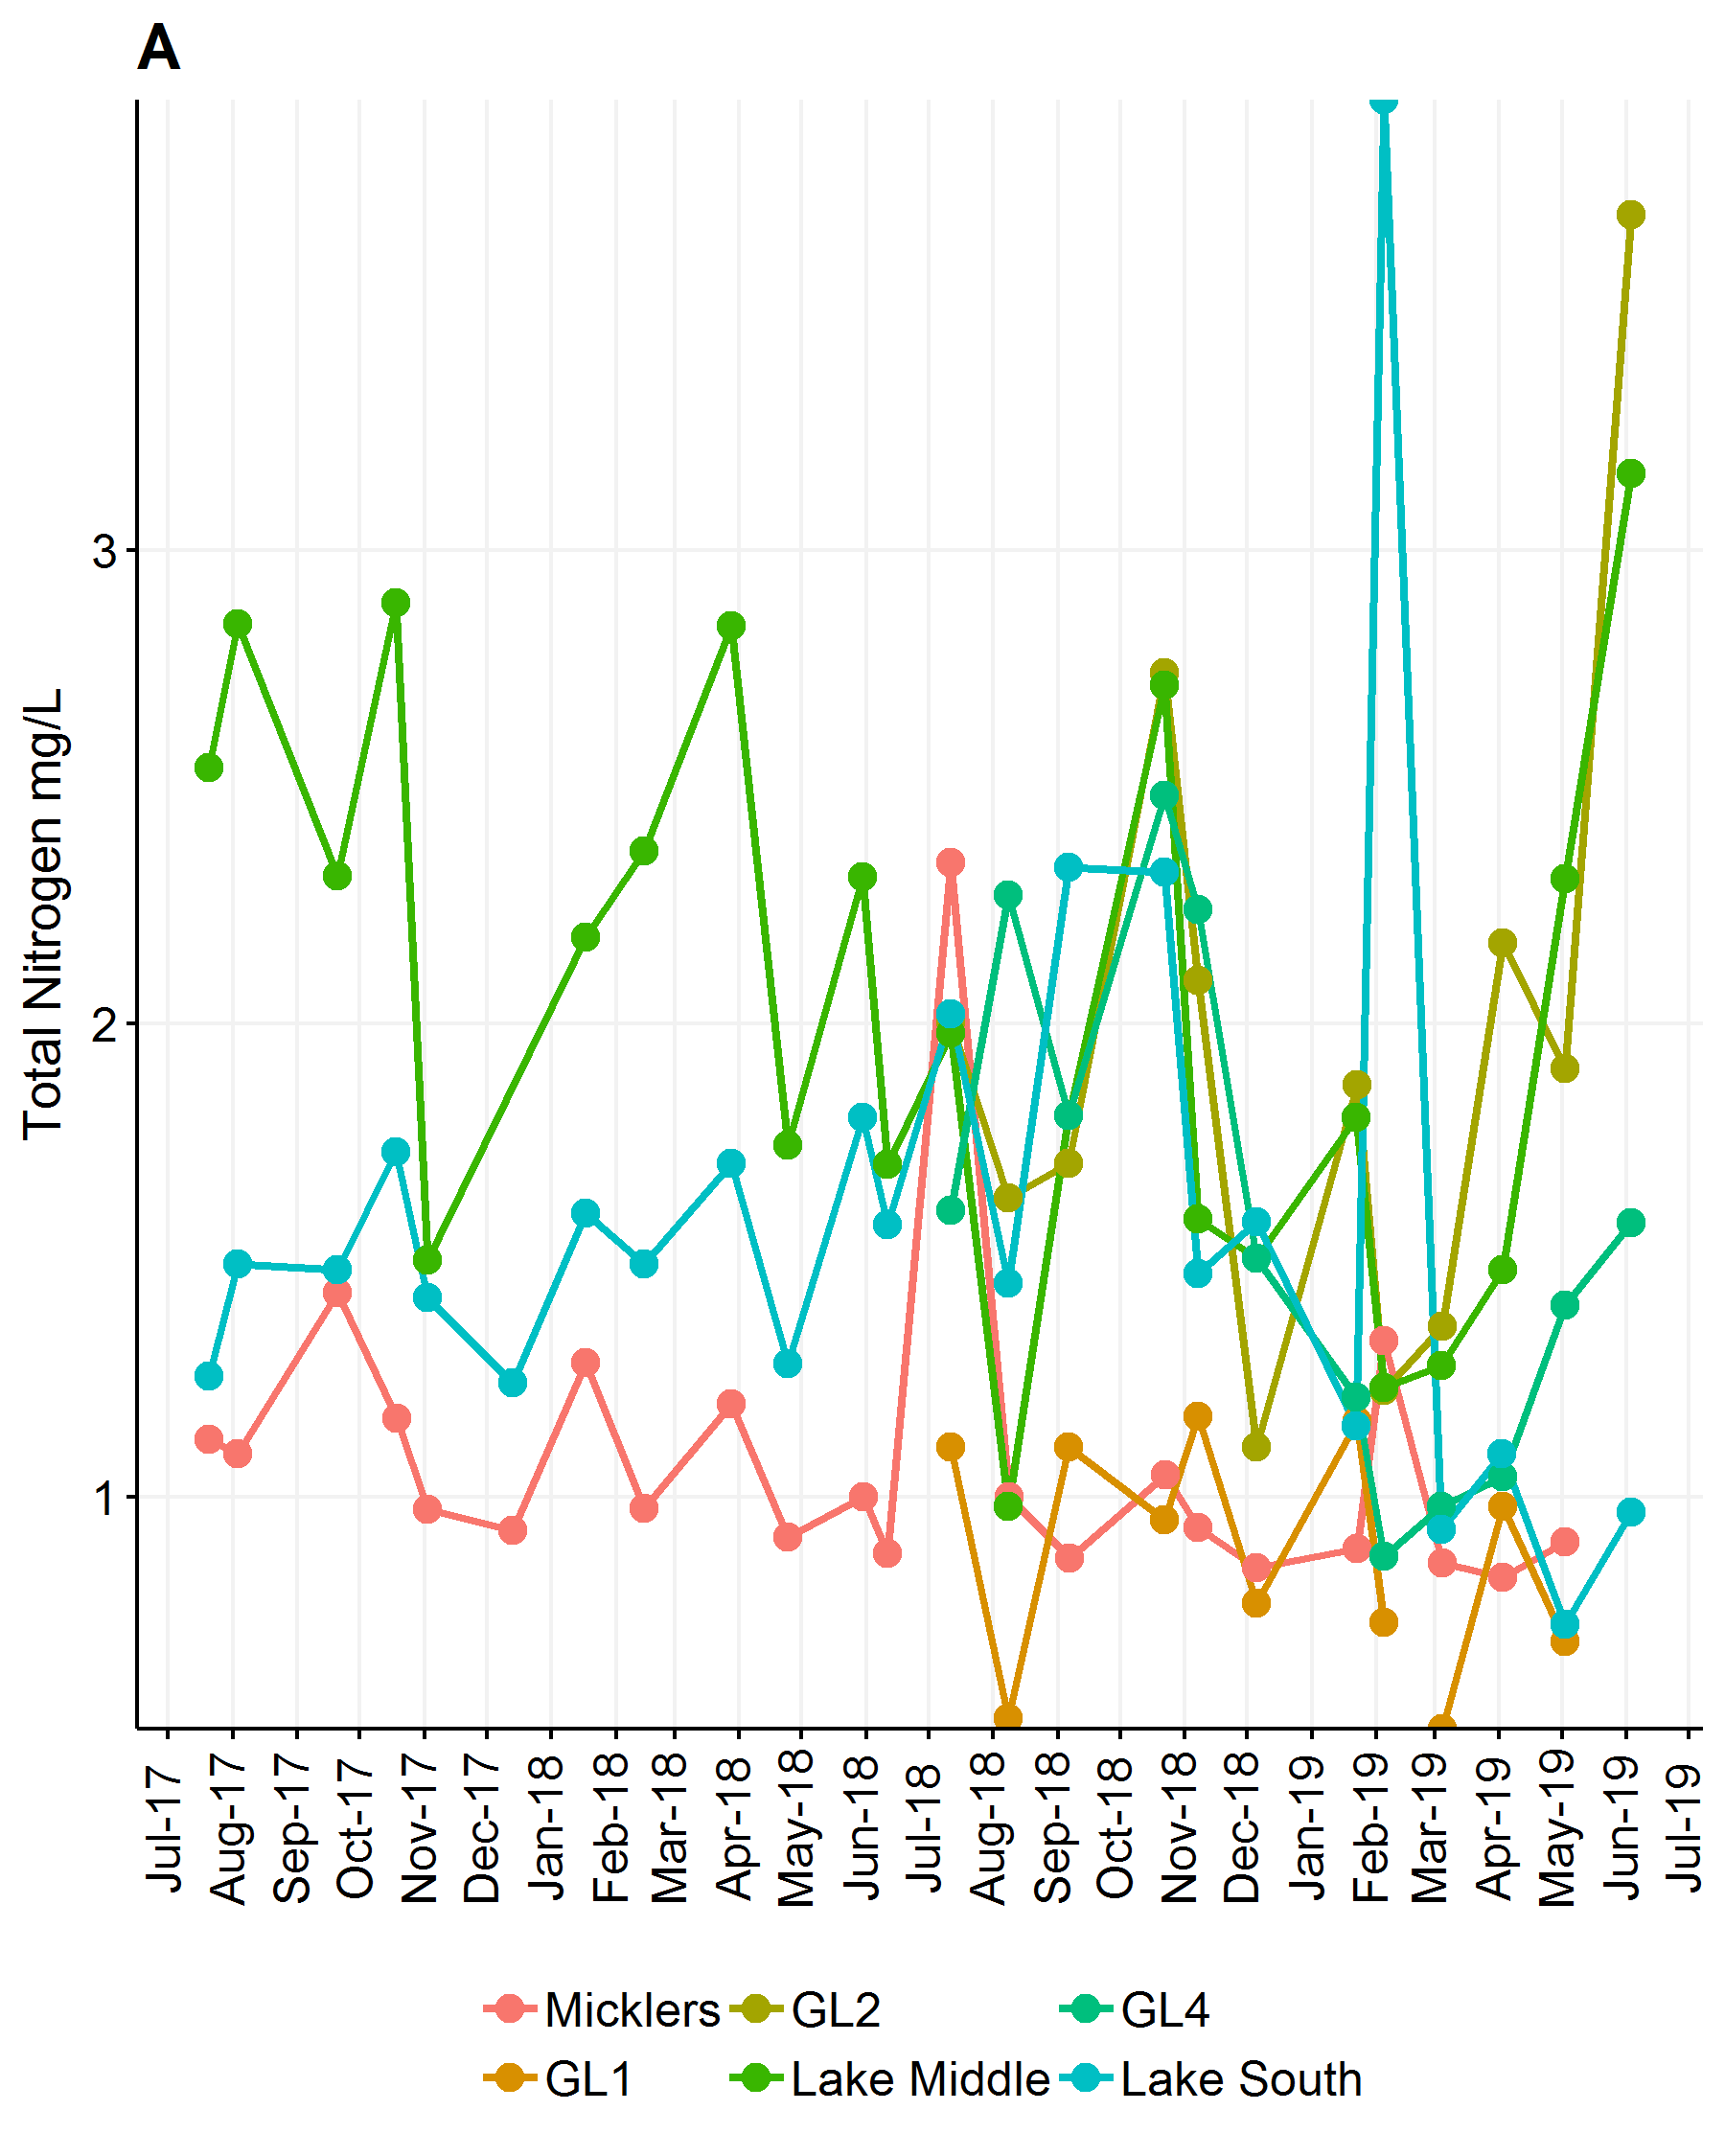 A
Total Nitrogen mg/L
3
2
1
Jul-17
Aug-17
Sep-17
Oct-17
Nov-17
Dec-17
Jan-18
Feb-18
Mar-18
Apr-18
May-18
Jun-18
Jul-18
Aug-18
Sep-18
Oct-18
Nov-18
Dec-18
Jan-19
Feb-19
Mar-19
Apr-19
May-19
Jun-19
Jul-19
Micklers GL2 GL4
GL1 Lake Middle Lake South